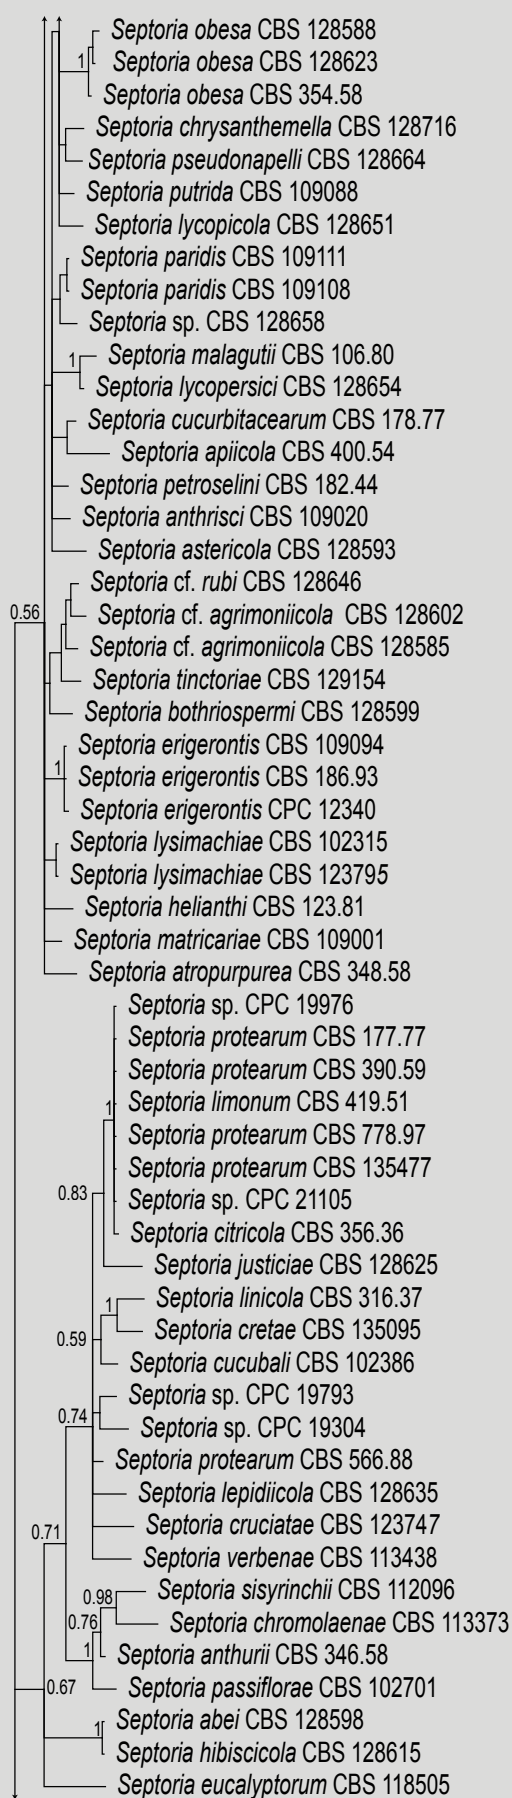 Septoria obesa CBS 128588
1
Septoria obesa CBS 128623
Septoria obesa CBS 354.58
Septoria chrysanthemella CBS 128716
Septoria pseudonapelli CBS 128664
Septoria putrida CBS 109088
Septoria lycopicola CBS 128651
Septoria paridis CBS 109111
Septoria paridis CBS 109108
Septoria sp. CBS 128658
Septoria malagutii CBS 106.80
1
Septoria lycopersici CBS 128654
Septoria cucurbitacearum CBS 178.77
Septoria apiicola CBS 400.54
Septoria petroselini CBS 182.44
Septoria anthrisci CBS 109020
Septoria astericola CBS 128593
Septoria cf. rubi CBS 128646
0.56
Septoria cf. agrimoniicola CBS 128602
Septoria cf. agrimoniicola CBS 128585
Septoria tinctoriae CBS 129154
Septoria bothriospermi CBS 128599
Septoria erigerontis CBS 109094
1
Septoria erigerontis CBS 186.93
Septoria erigerontis CPC 12340
Septoria lysimachiae CBS 102315
Septoria lysimachiae CBS 123795
Septoria helianthi CBS 123.81
Septoria matricariae CBS 109001
Septoria atropurpurea CBS 348.58
Septoria sp. CPC 19976
Septoria protearum CBS 177.77
Septoria protearum CBS 390.59
Septoria limonum CBS 419.51
1
Septoria protearum CBS 778.97
Septoria protearum CBS 135477
0.83
Septoria sp. CPC 21105
Septoria citricola CBS 356.36
Septoria justiciae CBS 128625
Septoria linicola CBS 316.37
1
Septoria cretae CBS 135095
0.59
Septoria cucubali CBS 102386
Septoria sp. CPC 19793
0.74
Septoria sp. CPC 19304
Septoria protearum CBS 566.88
Septoria lepidiicola CBS 128635
Septoria cruciatae CBS 123747
0.71
Septoria verbenae CBS 113438
Septoria sisyrinchii CBS 112096
0.98
Septoria chromolaenae CBS 113373
0.76
Septoria anthurii CBS 346.58
1
Septoria passiflorae CBS 102701
0.67
Septoria abei CBS 128598
1
Septoria hibiscicola CBS 128615
Septoria eucalyptorum CBS 118505